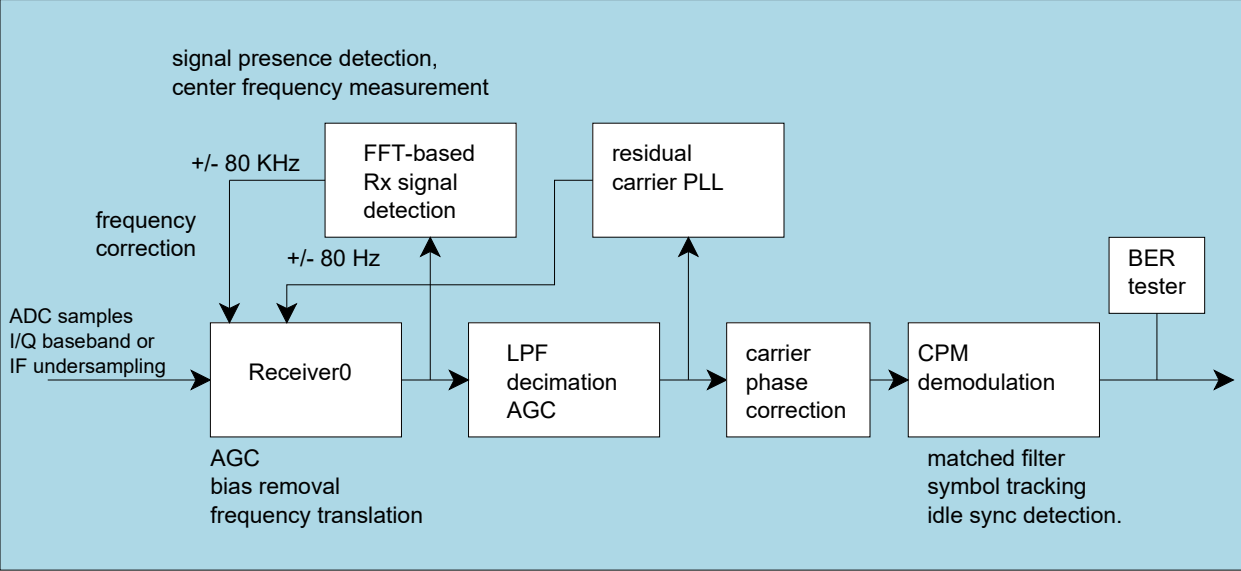 signal presence detection,
center frequency measurement
+/- 80 KHz
FFT-based
Rx signal
detection
residual
carrier PLL
frequency
correction
+/- 80 Hz
BER
tester
ADC samples
I/Q baseband or
IF undersampling
Receiver0
LPF
decimation
AGC
carrier
phase
correction
CPM
demodulation
AGC
bias removal
frequency translation
matched filter
symbol tracking
idle sync detection.